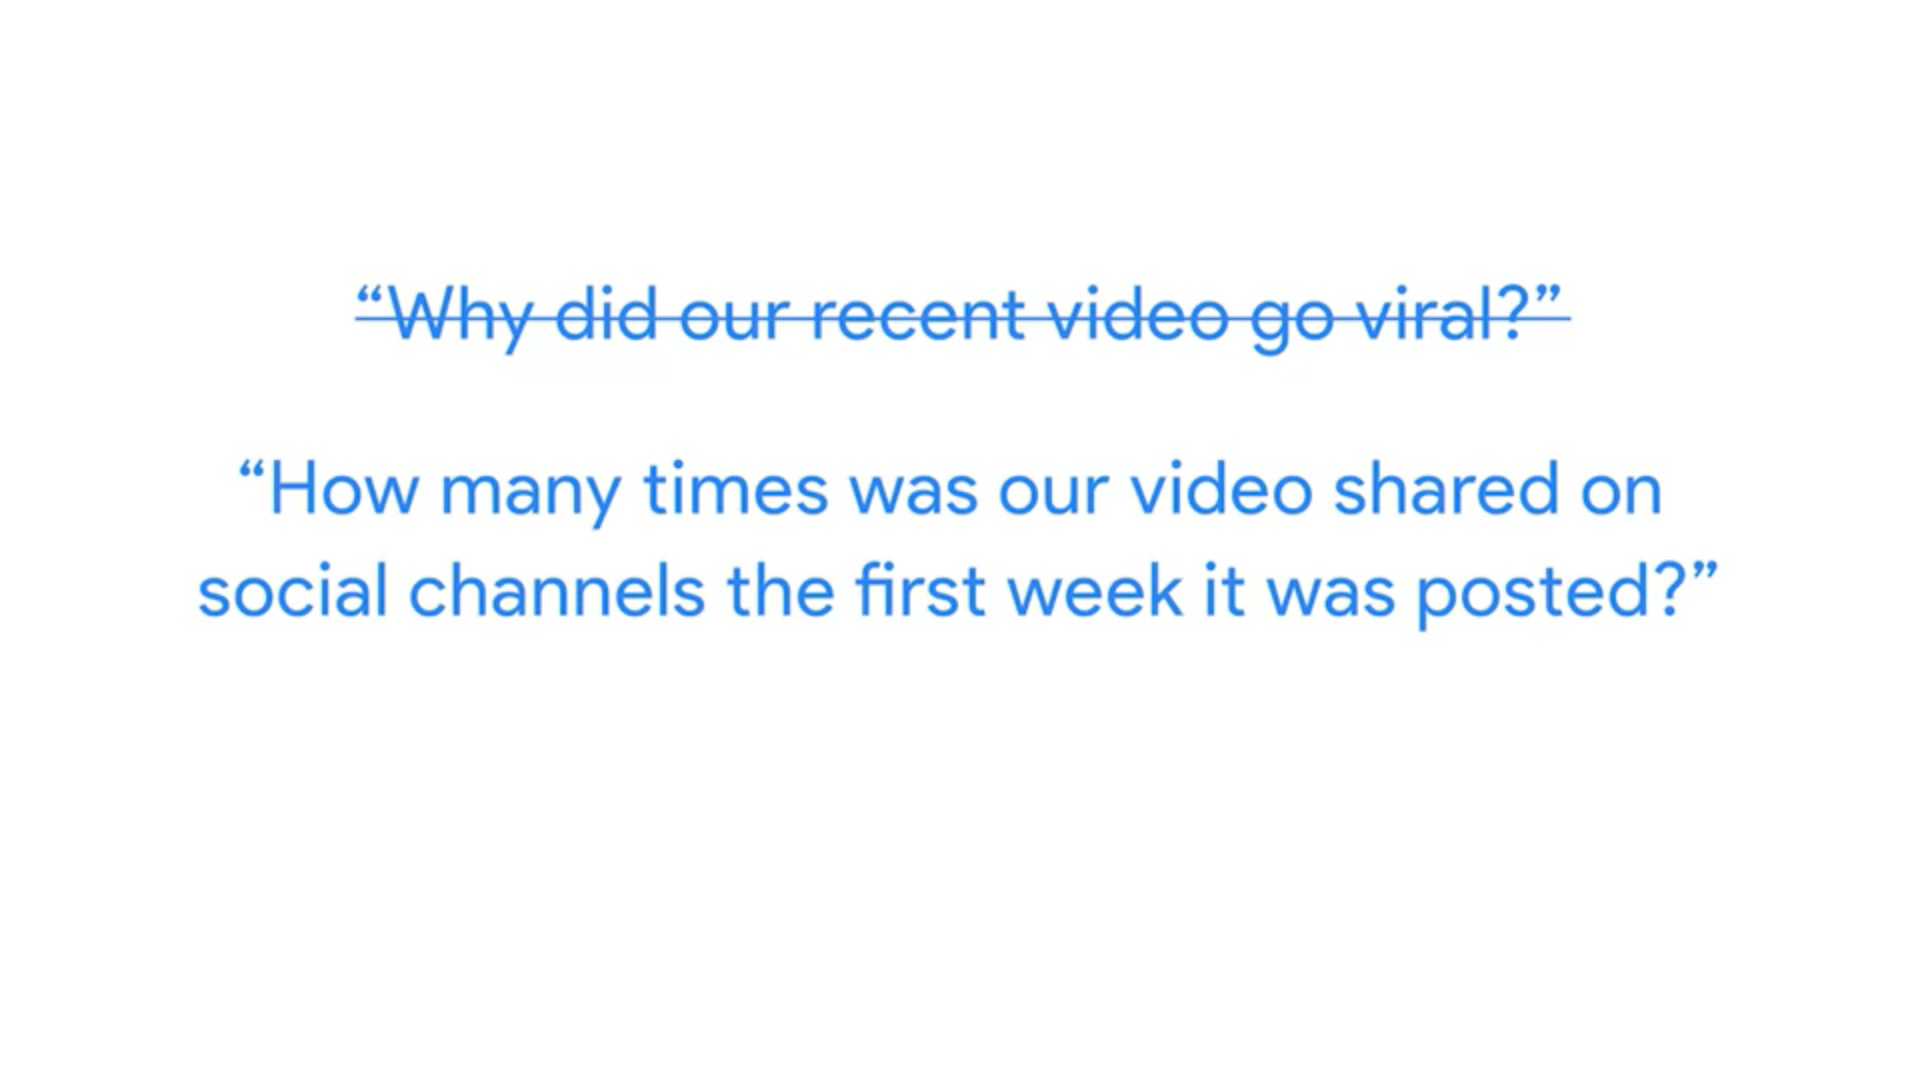 “Why did our recent video go viral?”
“How many times was our video shared on
social channels the first week it was posted?”